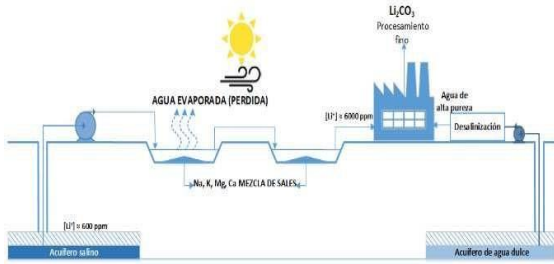 Li₂CO₃
Procesamiento
fino
AGUA EVAPORADA (PERDIDA)
Agua de
alta pureza
[Li⁺] = 6000 ppm
Desalinización
Na, K, Mg, Ca MEZCLA DE SALES
[Li⁺] = 600 ppm
Acuífero salino
Acuífero de agua dulce